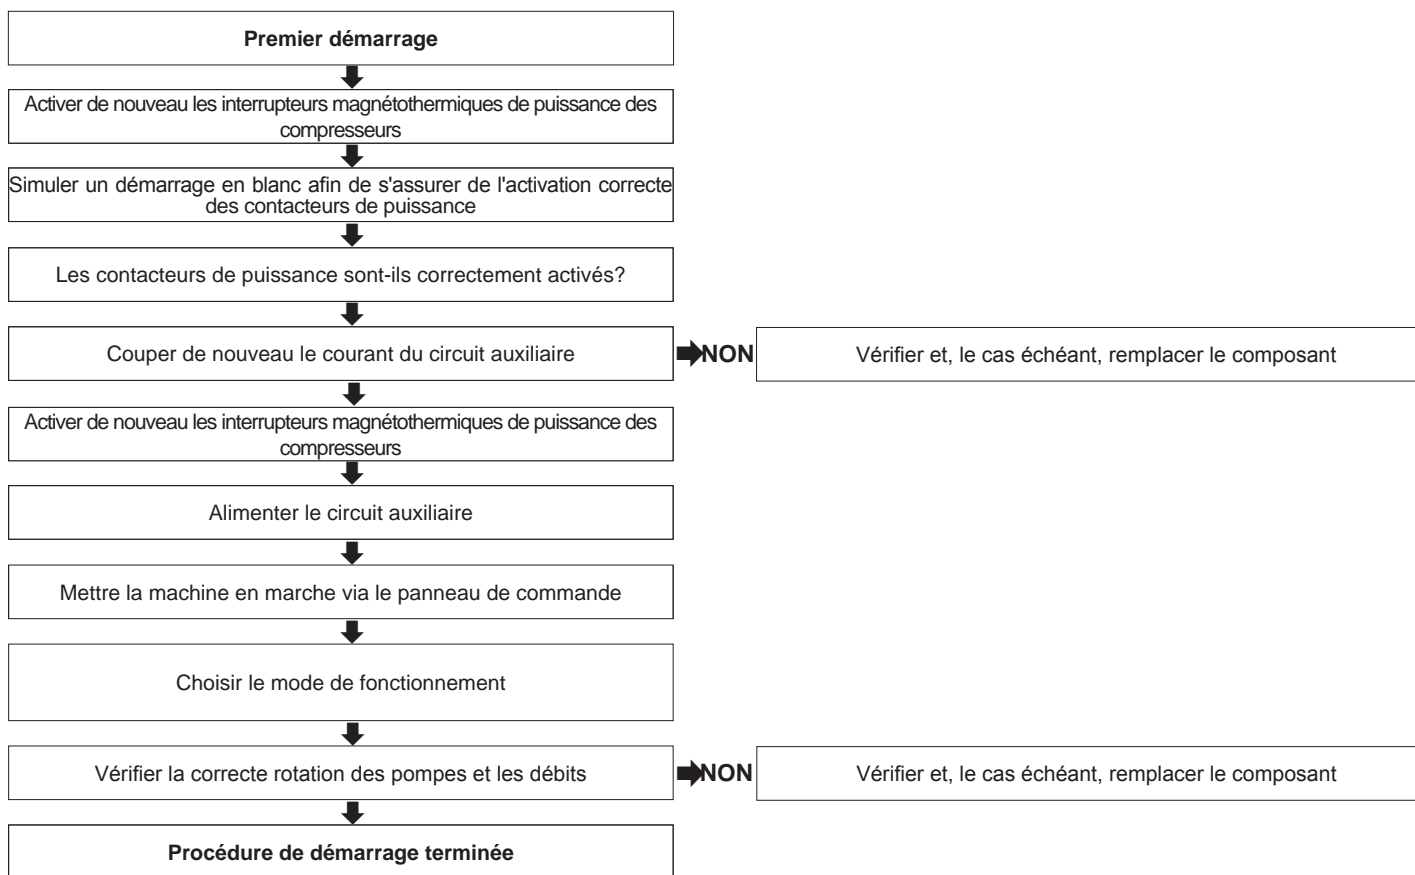 Premier démarrage
Activer de nouveau les interrupteurs magnétothermiques de puissance des
compresseurs
Simuler un démarrage en blanc afin de s'assurer de l'activation correcte
des contacteurs de puissance
Les contacteurs de puissance sont-ils correctement activés?
Couper de nouveau le courant du circuit auxiliaire
NON
Vérifier et, le cas échéant, remplacer le composant
Activer de nouveau les interrupteurs magnétothermiques de puissance des
compresseurs
Alimenter le circuit auxiliaire
Mettre la machine en marche via le panneau de commande
Choisir le mode de fonctionnement
Vérifier la correcte rotation des pompes et les débits
NON
Vérifier et, le cas échéant, remplacer le composant
Procédure de démarrage terminée